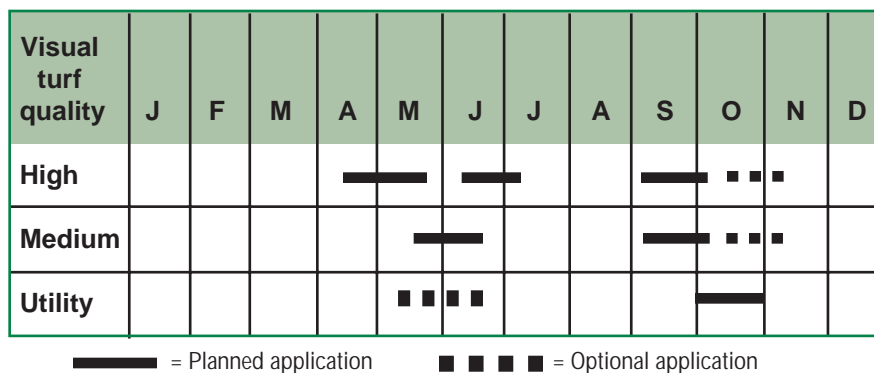 Visual
turf
quality J F M A M J J A S O N D
High
Medium
Utility
= Planned application = Optional application